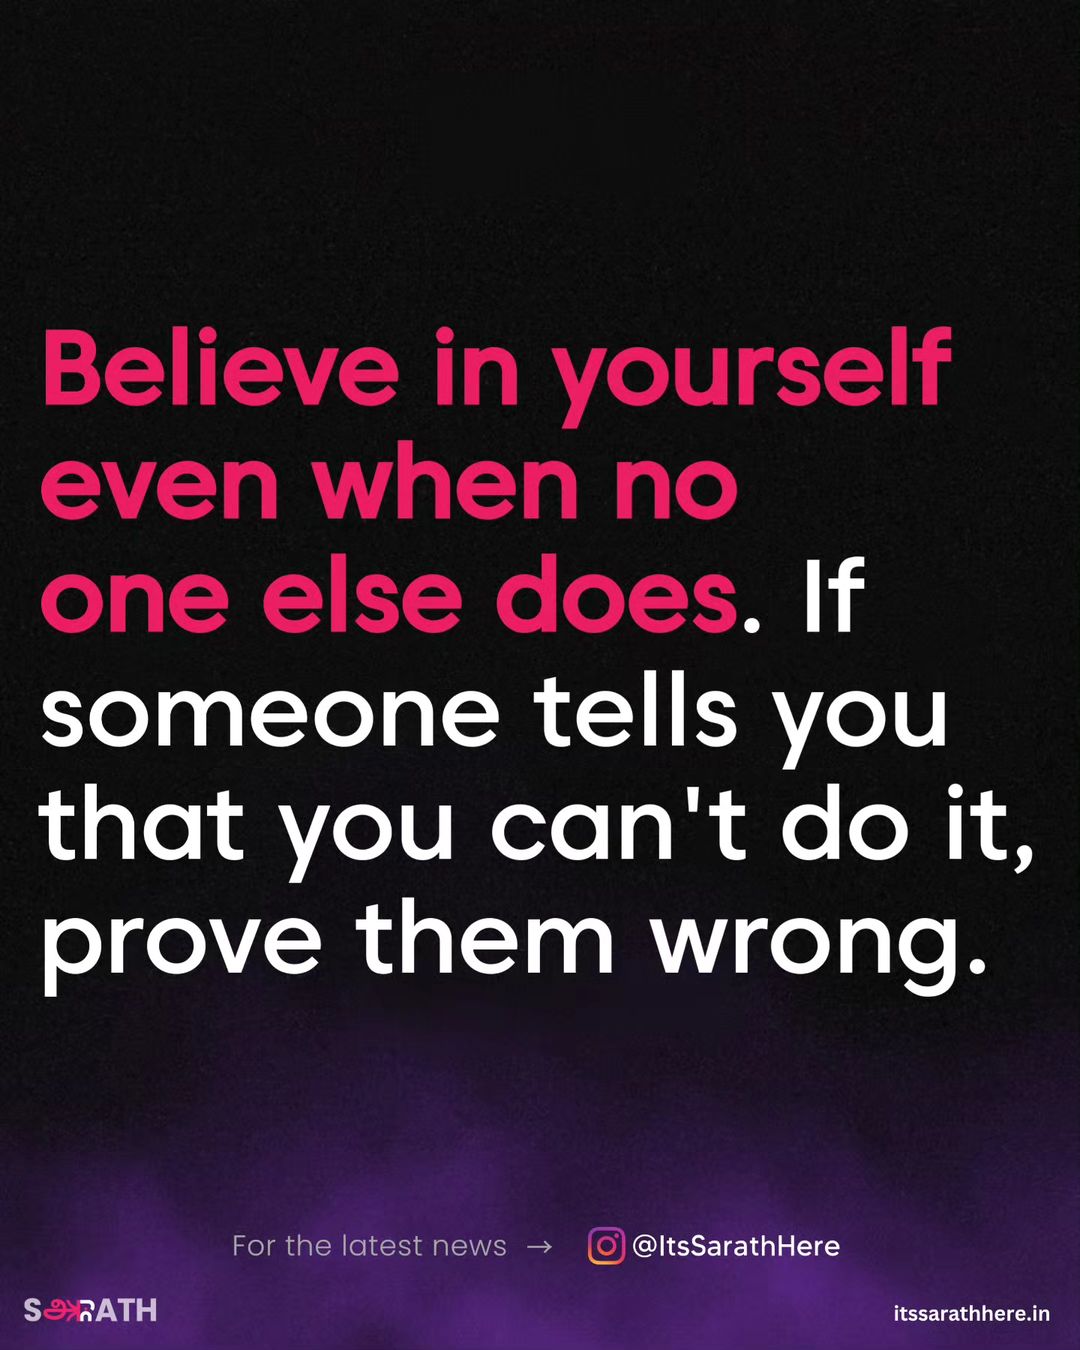 Believe in yourself
even when no
one else does. If
someone tells you
that you can't do it,
prove them wrong.
For the latest news → @ItsSarathHere
itssarathhere.in